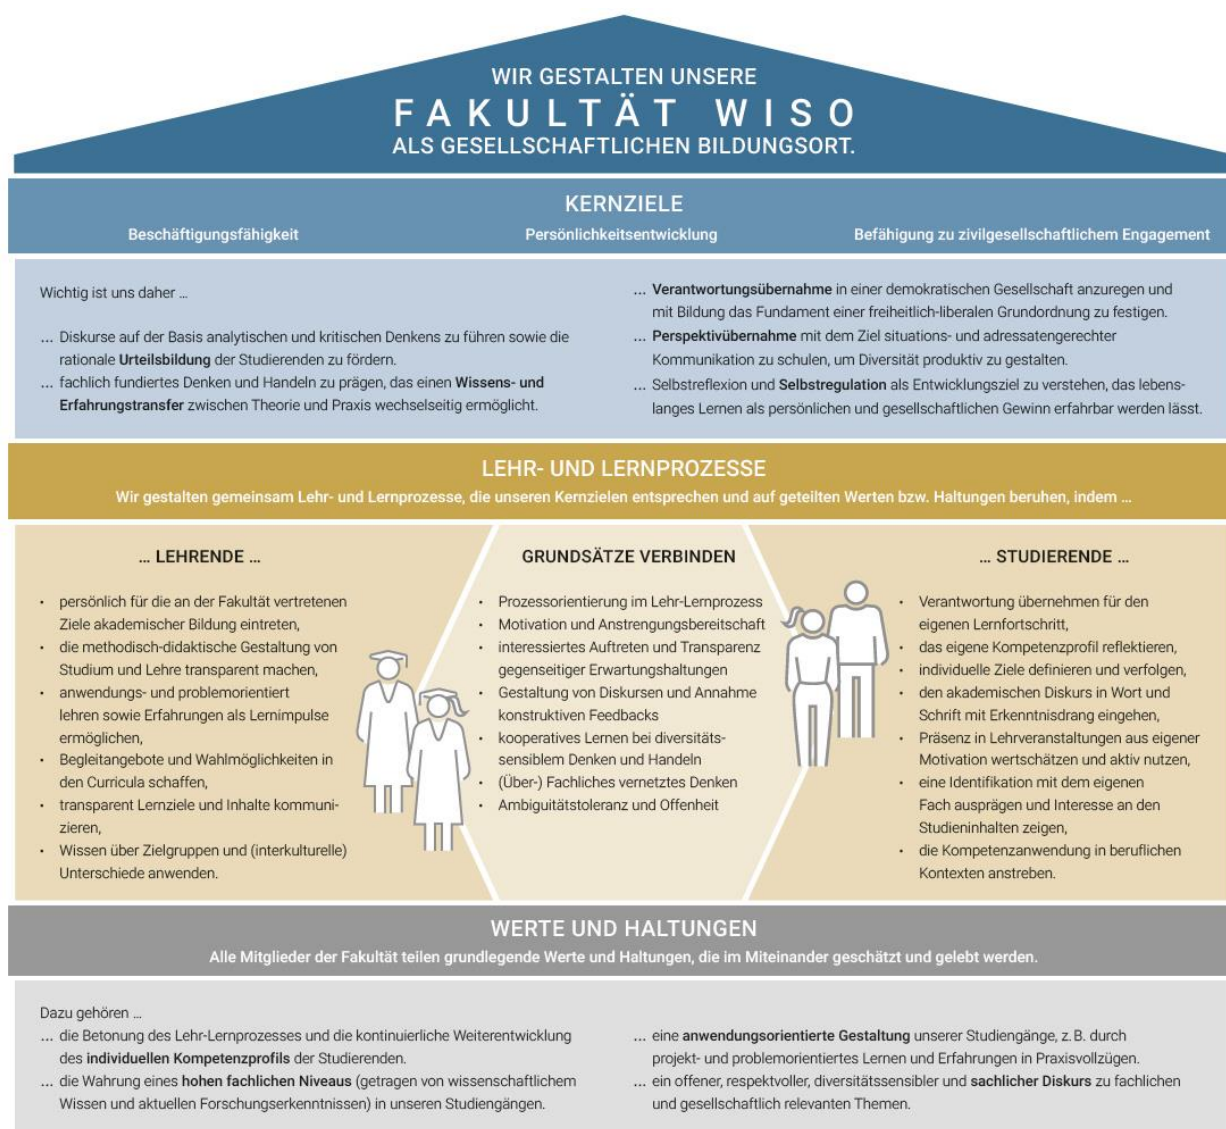 WIR GESTALTEN UNSERE
FAKULTÄT WISO
ALS GESELLSCHAFTLICHEN BILDUNGSORT.
KERNZIELE
Beschäftigungsfähigkeit
Persönlichkeitsentwicklung
Befähigung zu zivilgesellschaftlichem Engagement
Wichtig ist uns daher ...
... Diskurse auf der Basis analytischen und kritischen Denkens zu führen sowie die
rationale Urteilsbildung der Studierenden zu fördern.
... fachlich fundiertes Denken und Handeln zu prägen, das einen Wissens- und
Erfahrungstransfer zwischen Theorie und Praxis wechselseitig ermöglicht.
... Verantwortungsübernahme in einer demokratischen Gesellschaft anzuregen und
mit Bildung das Fundament einer freiheitlich-liberalen Grundordnung zu festigen.
... Perspektivübernahme mit dem Ziel situations- und adressatengerechter
Kommunikation zu schulen, um Diversität produktiv zu gestalten.
... Selbstreflexion und Selbstregulation als Entwicklungsziel zu verstehen, das lebens-
langes Lernen als persönlichen und gesellschaftlichen Gewinn erfahrbar werden lässt.
LEHR- UND LERNPROZESSE
Wir gestalten gemeinsam Lehr- und Lernprozesse, die unseren Kernzielen entsprechen und auf geteilten Werten bzw. Haltungen beruhen, indem ...
... LEHRENDE ...
• persönlich für die an der Fakultät vertretenen
Ziele akademischer Bildung eintreten,
• die methodisch-didaktische Gestaltung von
Studium und Lehre transparent machen,
• anwendungs- und problemorientiert
lehren sowie Erfahrungen als Lernimpulse
ermöglichen,
• Begleitangebote und Wahlmöglichkeiten in
den Curricula schaffen,
• transparent Lernziele und Inhalte kommuni-
zieren,
• Wissen über Zielgruppen und (interkulturelle)
Unterschiede anwenden.
GRUNDSÄTZE VERBINDEN
• Prozessorientierung im Lehr-Lernprozess
• Motivation und Anstrengungsbereitschaft
• interessiertes Auftreten und Transparenz
gegenseitiger Erwartungshaltungen
• Gestaltung von Diskursen und Annahme
konstruktiven Feedbacks
• kooperatives Lernen bei diversitäts-
sensiblem Denken und Handeln
• (Über-) Fachliches vernetztes Denken
• Ambiguitätstoleranz und Offenheit
... STUDIERENDE ...
• Verantwortung übernehmen für den
eigenen Lernfortschritt,
• das eigene Kompetenzprofil reflektieren,
• individuelle Ziele definieren und verfolgen,
• den akademischen Diskurs in Wort und
Schrift mit Erkenntnisdrang eingehen,
• Präsenz in Lehrveranstaltungen aus eigener
Motivation wertschätzen und aktiv nutzen,
• eine Identifikation mit dem eigenen
Fach ausprägen und Interesse an den
Studieninhalten zeigen,
• die Kompetenzanwendung in beruflichen
Kontexten anstreben.
WERTE UND HALTUNGEN
Alle Mitglieder der Fakultät teilen grundlegende Werte und Haltungen, die im Miteinander geschätzt und gelebt werden.
Dazu gehören ...
... die Betonung des Lehr-Lernprozesses und die kontinuierliche Weiterentwicklung
des individuellen Kompetenzprofils der Studierenden.
... die Wahrung eines hohen fachlichen Niveaus (getragen von wissenschaftlichem
Wissen und aktuellen Forschungserkenntnissen) in unseren Studiengängen.
... eine anwendungsorientierte Gestaltung unserer Studiengänge, z. B. durch
projekt- und problemorientiertes Lernen und Erfahrungen in Praxisvollzügen.
... ein offener, respektvoller, diversitätssensibler und sachlicher Diskurs zu fachlichen
und gesellschaftlich relevanten Themen.